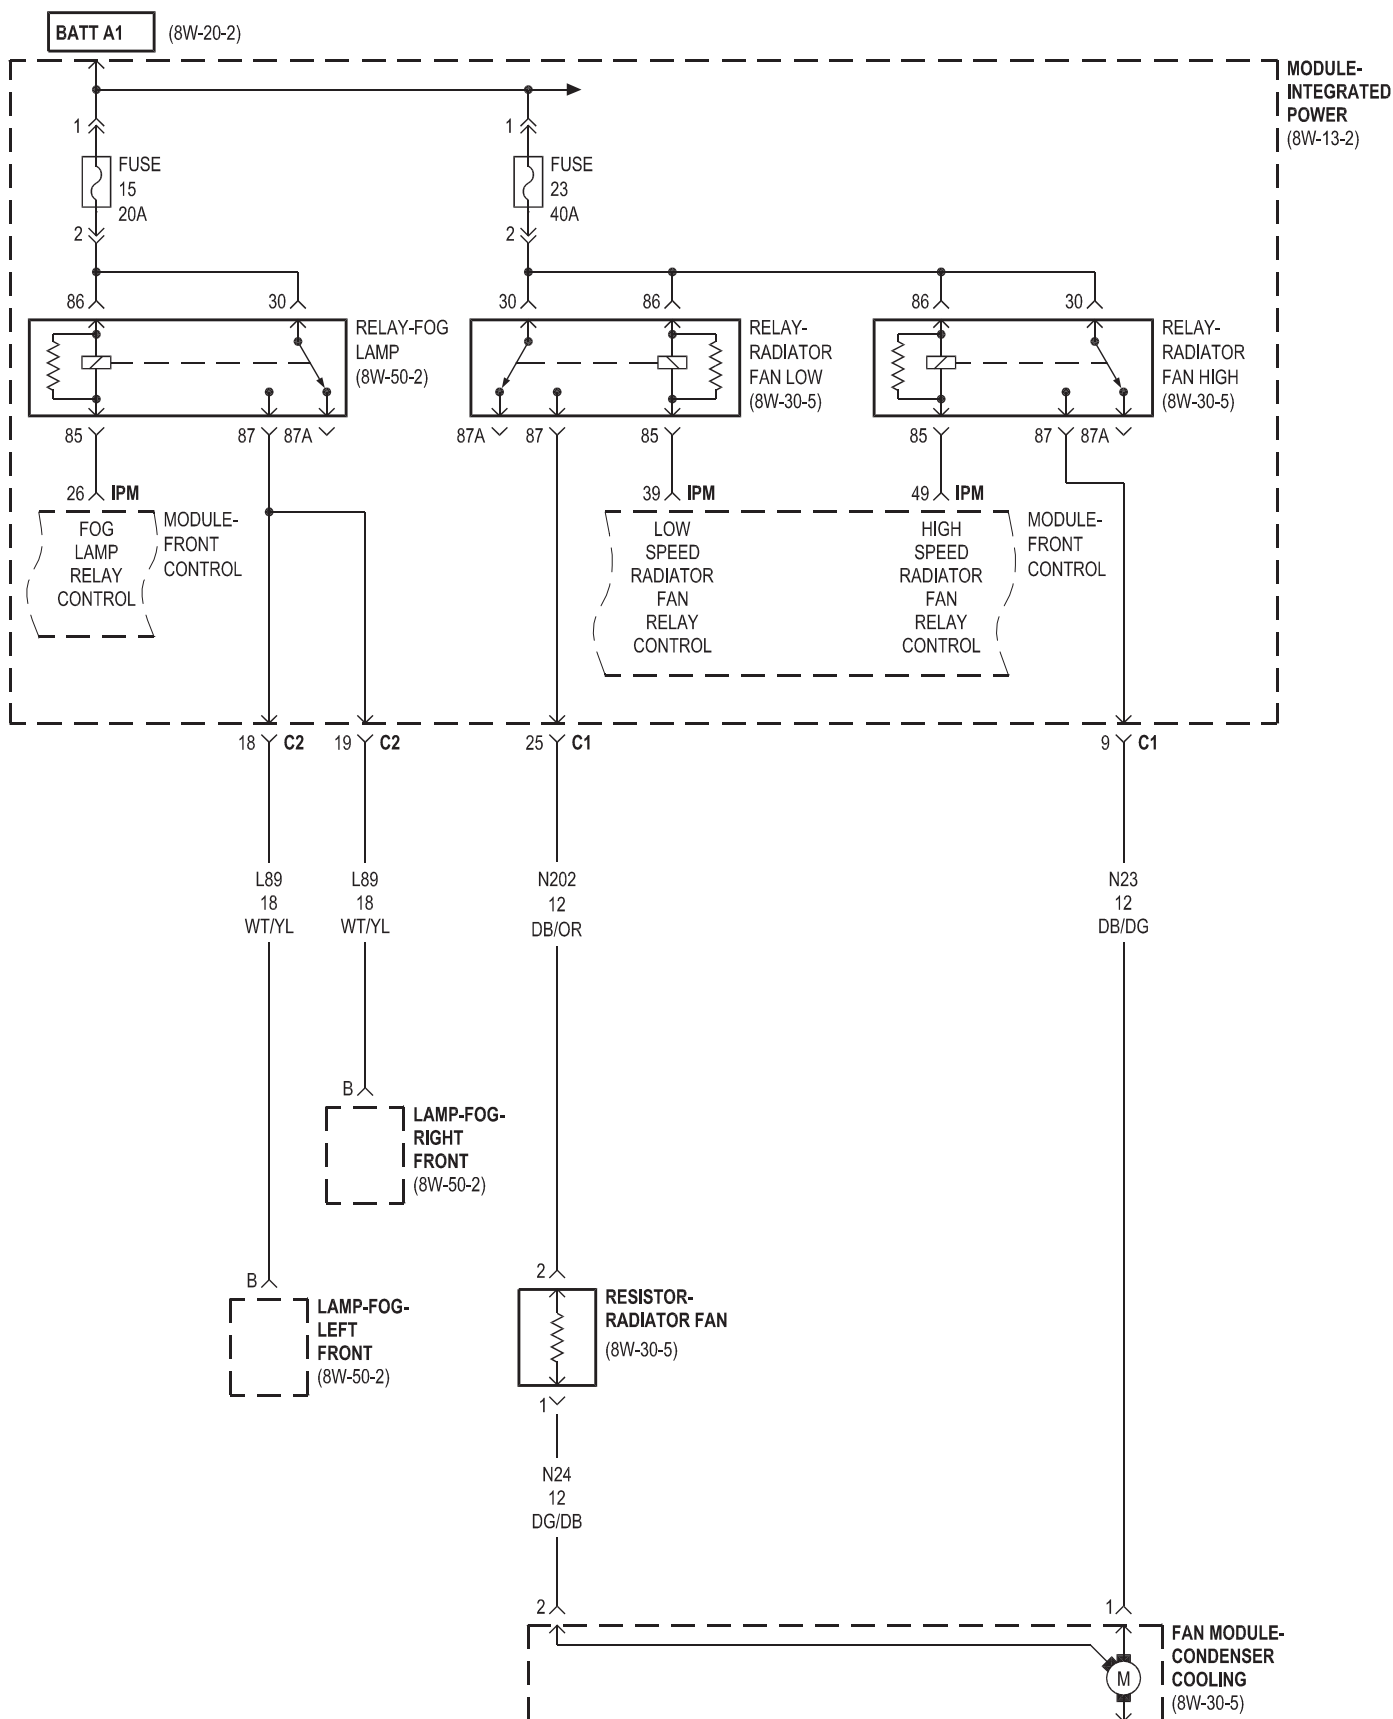 BATT A1 (8W-20-2)
MODULE-
INTEGRATED
POWER
(8W-13-2)
1
FUSE
15
20A
2
1
FUSE
23
40A
2
86
30
30
86
86
30
RELAY-FOG
LAMP
(8W-50-2)
RELAY-
RADIATOR
FAN LOW
(8W-30-5)
RELAY-
RADIATOR
FAN HIGH
(8W-30-5)
85
87
87A
87A
87
85
85
87
87A
26 IPM
39 IPM
49 IPM
FOG
LAMP
RELAY
CONTROL
MODULE-
FRONT
CONTROL
LOW
SPEED
RADIATOR
FAN
RELAY
CONTROL
HIGH
SPEED
RADIATOR
FAN
RELAY
CONTROL
MODULE-
FRONT
CONTROL
18 C2
19 C2
25 C1
9 C1
L89
18
WT/YL
L89
18
WT/YL
N202
12
DB/OR
N23
12
DB/DG
B
LAMP-FOG-
RIGHT
FRONT
(8W-50-2)
B
LAMP-FOG-
LEFT
FRONT
(8W-50-2)
2
RESISTOR-
RADIATOR FAN
(8W-30-5)
1
N24
12
DG/DB
2
1
FAN MODULE-
CONDENSER
COOLING
(8W-30-5)
M